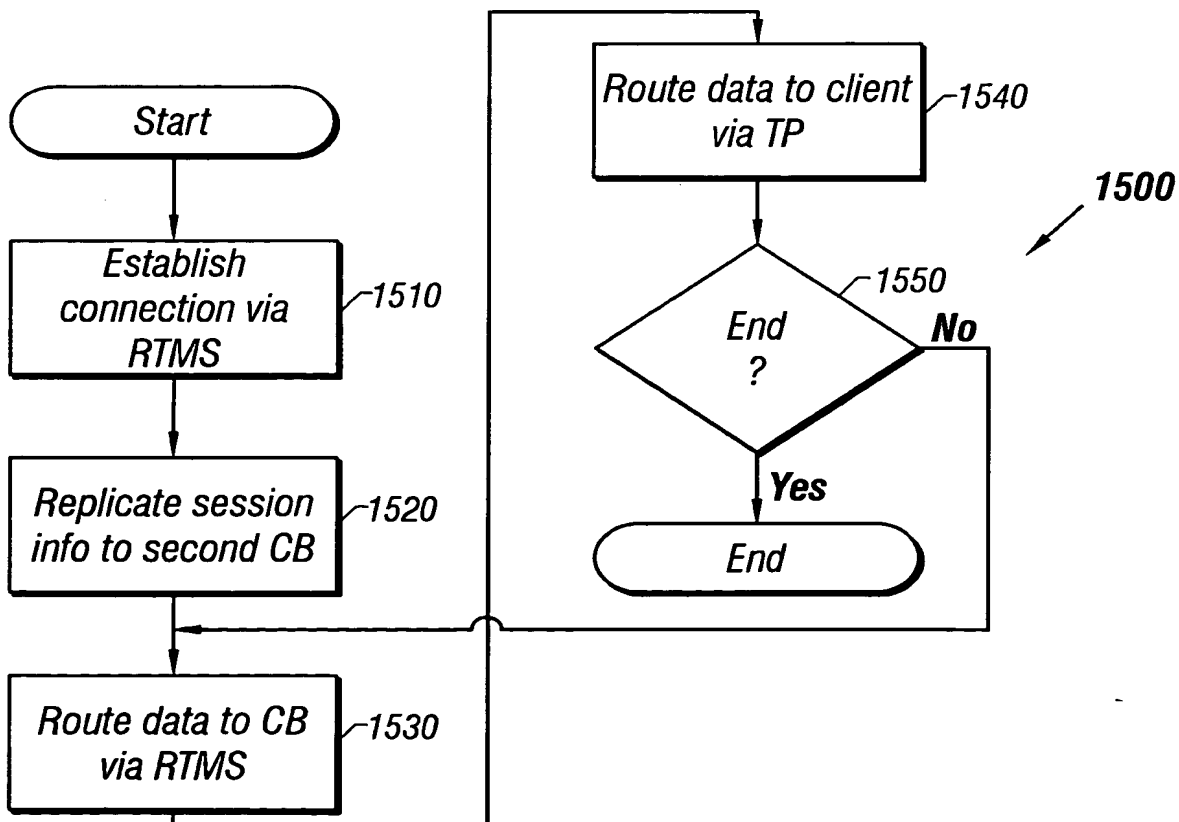 Start
Establish
connection via
RTMS
1510
Replicate session
info to second CB
1520
Route data to CB
via RTMS
1530
Route data to client
via TP
1540
End
?
1550
No
Yes
End
1500